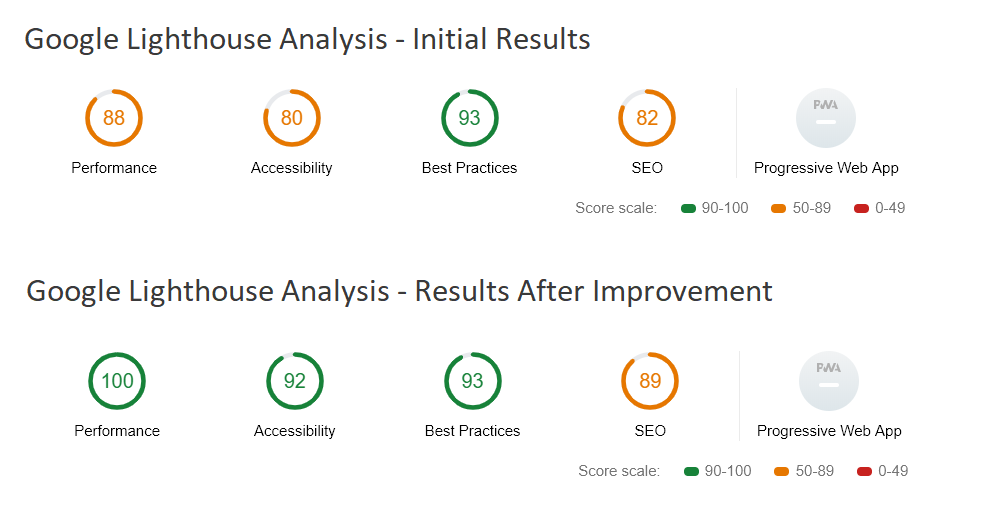 Google Lighthouse Analysis - Initial Results
88 80 93 82 PWA
Performance Accessibility Best Practices SEO Progressive Web App
Score scale: 90-100 50-89 0-49
Google Lighthouse Analysis - Results After Improvement
100 92 93 89 PWA
Performance Accessibility Best Practices SEO Progressive Web App
Score scale: 90-100 50-89 0-49